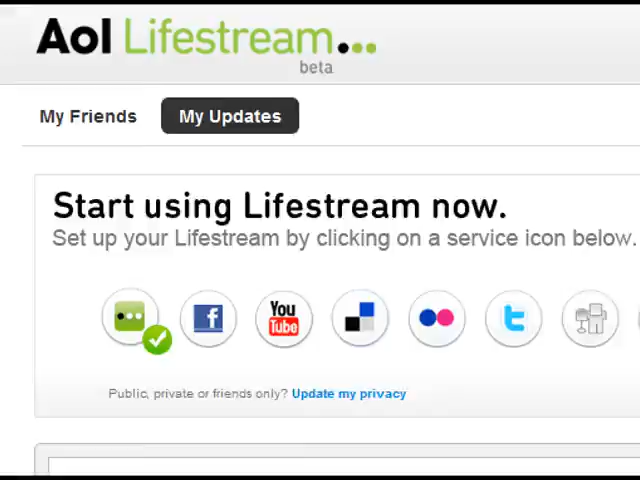 Aol Lifestream
beta
My Friends My Updates
Start using Lifestream now.
Set up your Lifestream by clicking on a service icon below.
f You Tube t
Public, private or friends only? Update my privacy